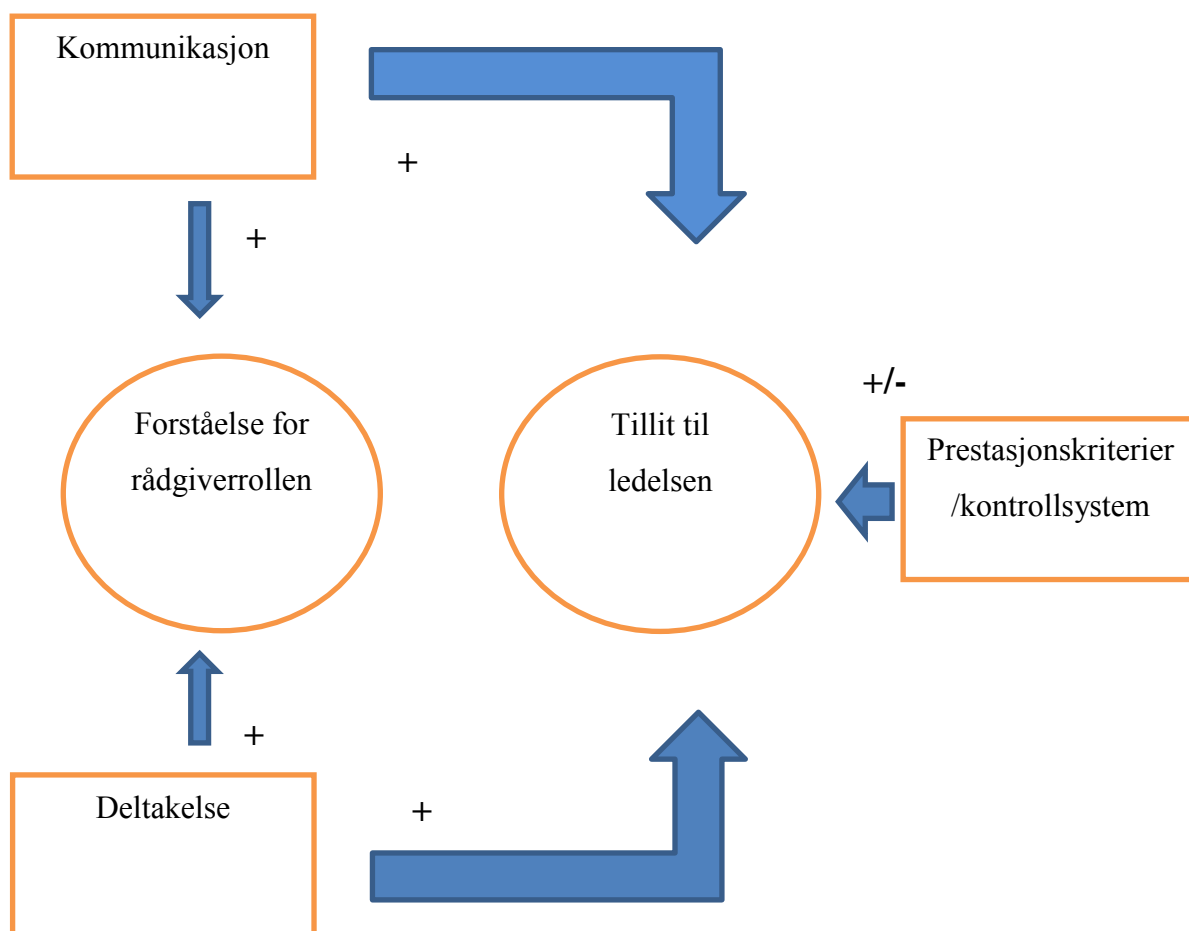 Kommunikasjon
+
+
Forståelse for
rådgiverrollen
Tillit til
ledelsen
+/-
Prestasjonskriterier
/kontrollsystem
+
Deltakelse
+